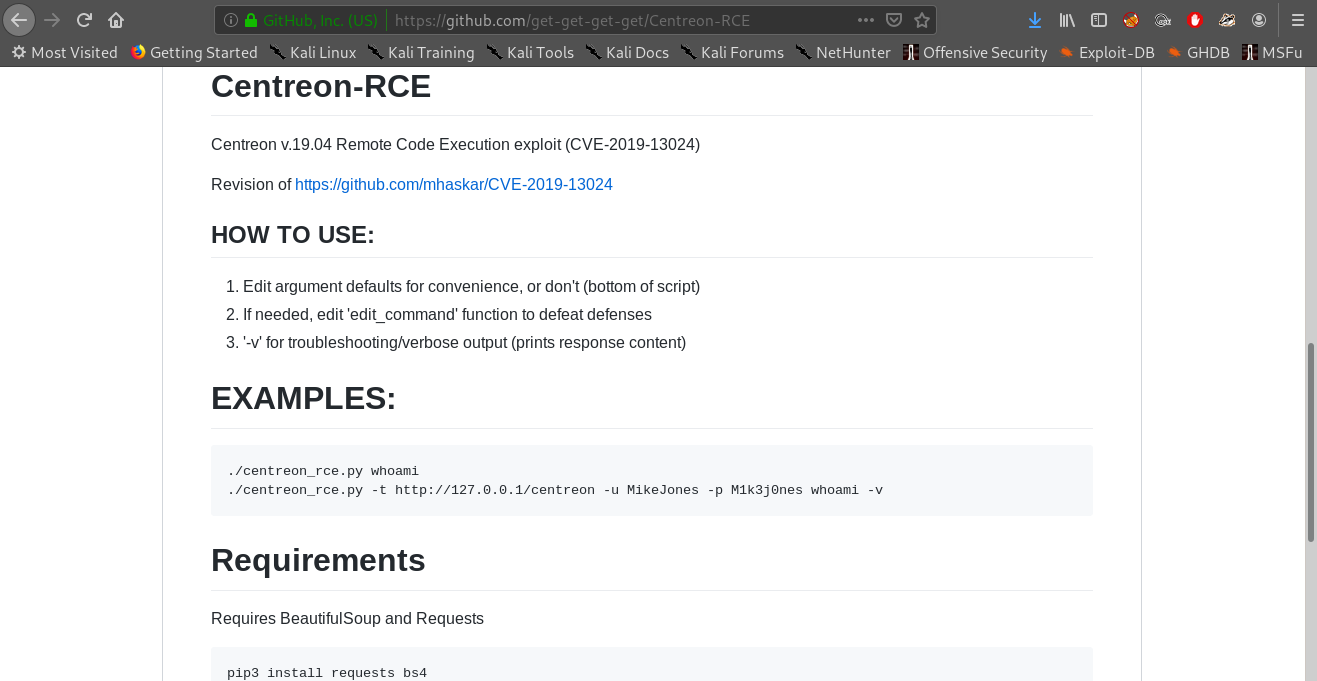 GitHub, Inc. (US) https://github.com/get-get-get-get/Centreon-RCE
Most Visited Getting Started Kali Linux Kali Training Kali Tools Kali Docs Kali Forums NetHunter Offensive Security Exploit-DB GHDB MSFu
Centreon-RCE
Centreon v.19.04 Remote Code Execution exploit (CVE-2019-13024)
Revision of https://github.com/mhaskar/CVE-2019-13024
HOW TO USE:
1. Edit argument defaults for convenience, or don't (bottom of script)
2. If needed, edit 'edit_command' function to defeat defenses
3. '-v' for troubleshooting/verbose output (prints response content)
EXAMPLES:
./centreon_rce.py whoami
./centreon_rce.py -t http://127.0.0.1/centreon -u MikeJones -p M1k3j0nes whoami -v
Requirements
Requires BeautifulSoup and Requests
pip3 install requests bs4